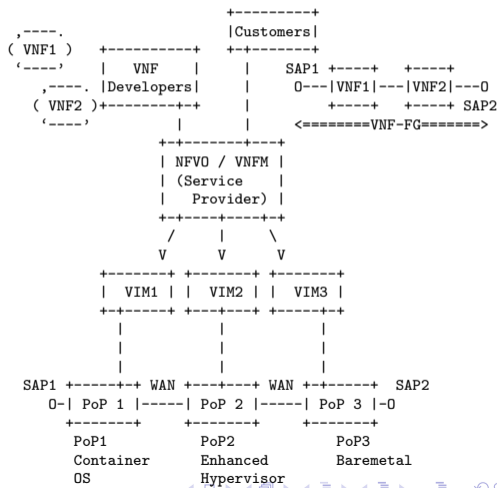 +---------+
 ,----.                 |Customers|
( VNF1 )  +----------+  +--+-------+
 ‘----’   |   VNF    |     |    SAP1 +----+   +----+
    ,----. |Developers|     |      O---|VNF1|---|VNF2|---O
   ( VNF2 )+--------+-+     |          +----+   +----+ SAP2
    ‘----’          |       |      <========VNF-FG=======>
                  +-+-------+--+
                  | NFVO / VNFM |
                  | (Service    |
                  |   Provider) |
                  +-+----+----+-+
                   /     |     \
                  V      V      V
           +-------+ +-------+ +-------+
           |  VIM1 | |  VIM2 | |  VIM3 |
           +-+-----+ +---+---+ +-----+-+
             |           |           |
             |           |           |
             |           |           |
  SAP1 +-----+-+ WAN +---+---+ WAN +-+-----+  SAP2
     O-| PoP 1 |-----| PoP 2 |-----| PoP 3 |-O
       +-------+     +-------+     +-------+
        PoP1          PoP2          PoP3
        Container     Enhanced      Baremetal
        OS            Hypervisor